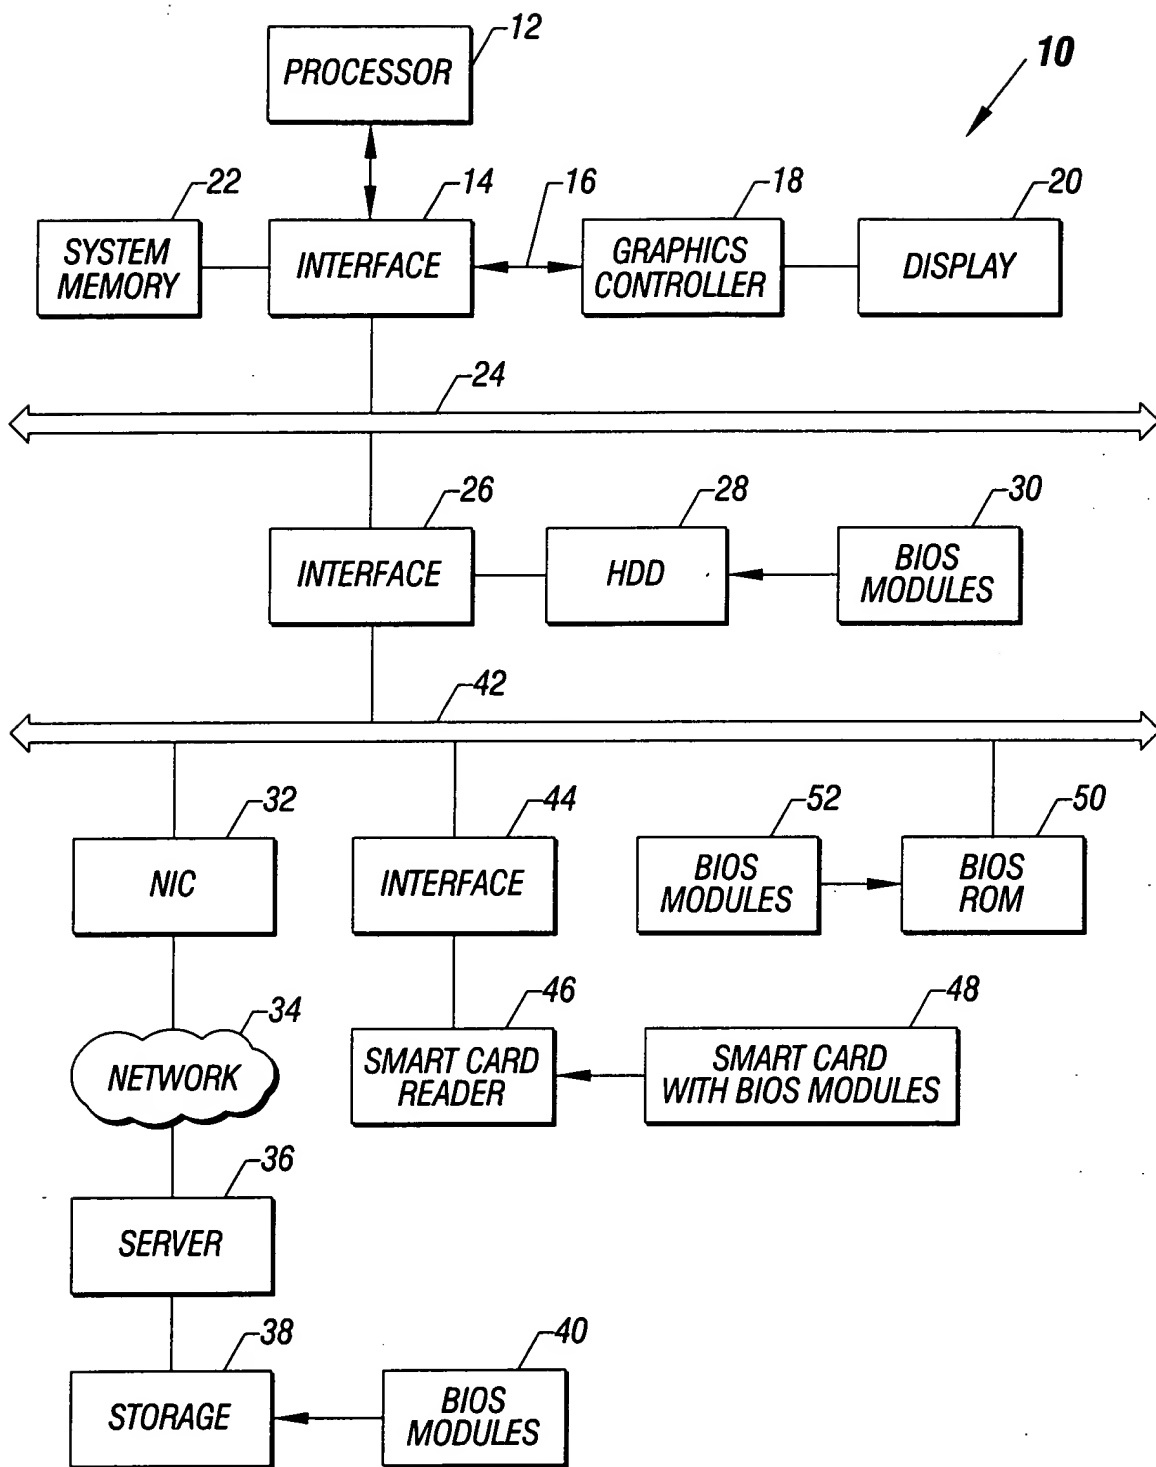 12
PROCESSOR
10
22
14
16
18
20
SYSTEM
MEMORY
INTERFACE
GRAPHICS
CONTROLLER
DISPLAY
24
26
28
30
INTERFACE
HDD
BIOS
MODULES
42
32
44
52
50
NIC
INTERFACE
BIOS
MODULES
BIOS
ROM
34
46
48
NETWORK
SMART CARD
READER
SMART CARD
WITH BIOS MODULES
36
SERVER
38
40
STORAGE
BIOS
MODULES